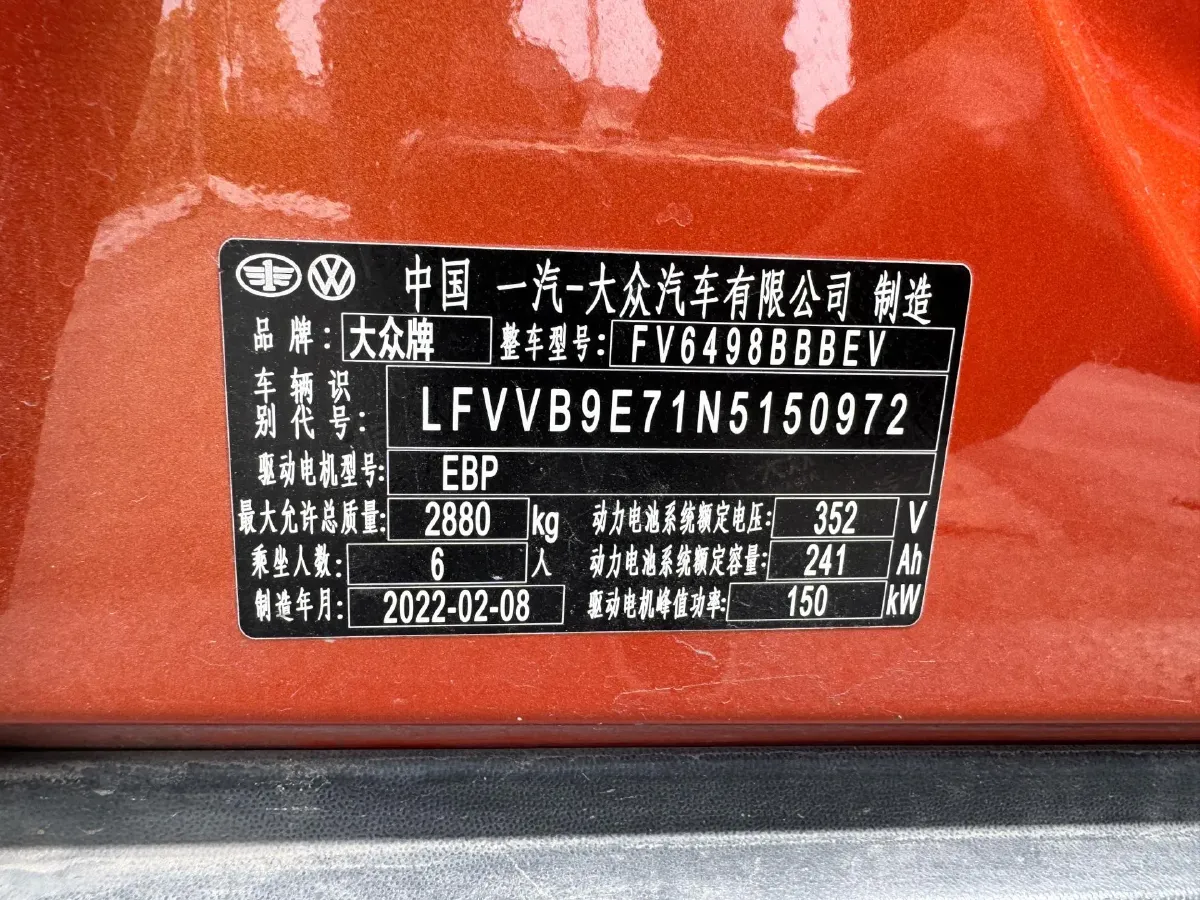 中国 一汽-大众汽车有限公司 制造
品牌: 大众牌 整车型号: FV6498BBBEV
车辆识别代号: LFVVB9E71N5150972
驱动电机型号: EBP
最大允许总质量: 2880 kg 动力电池系统额定电压: 352 V
乘坐人数: 6 人 动力电池系统额定容量: 241 Ah
制造年月: 2022-02-08 驱动电机峰值功率: 150 kW